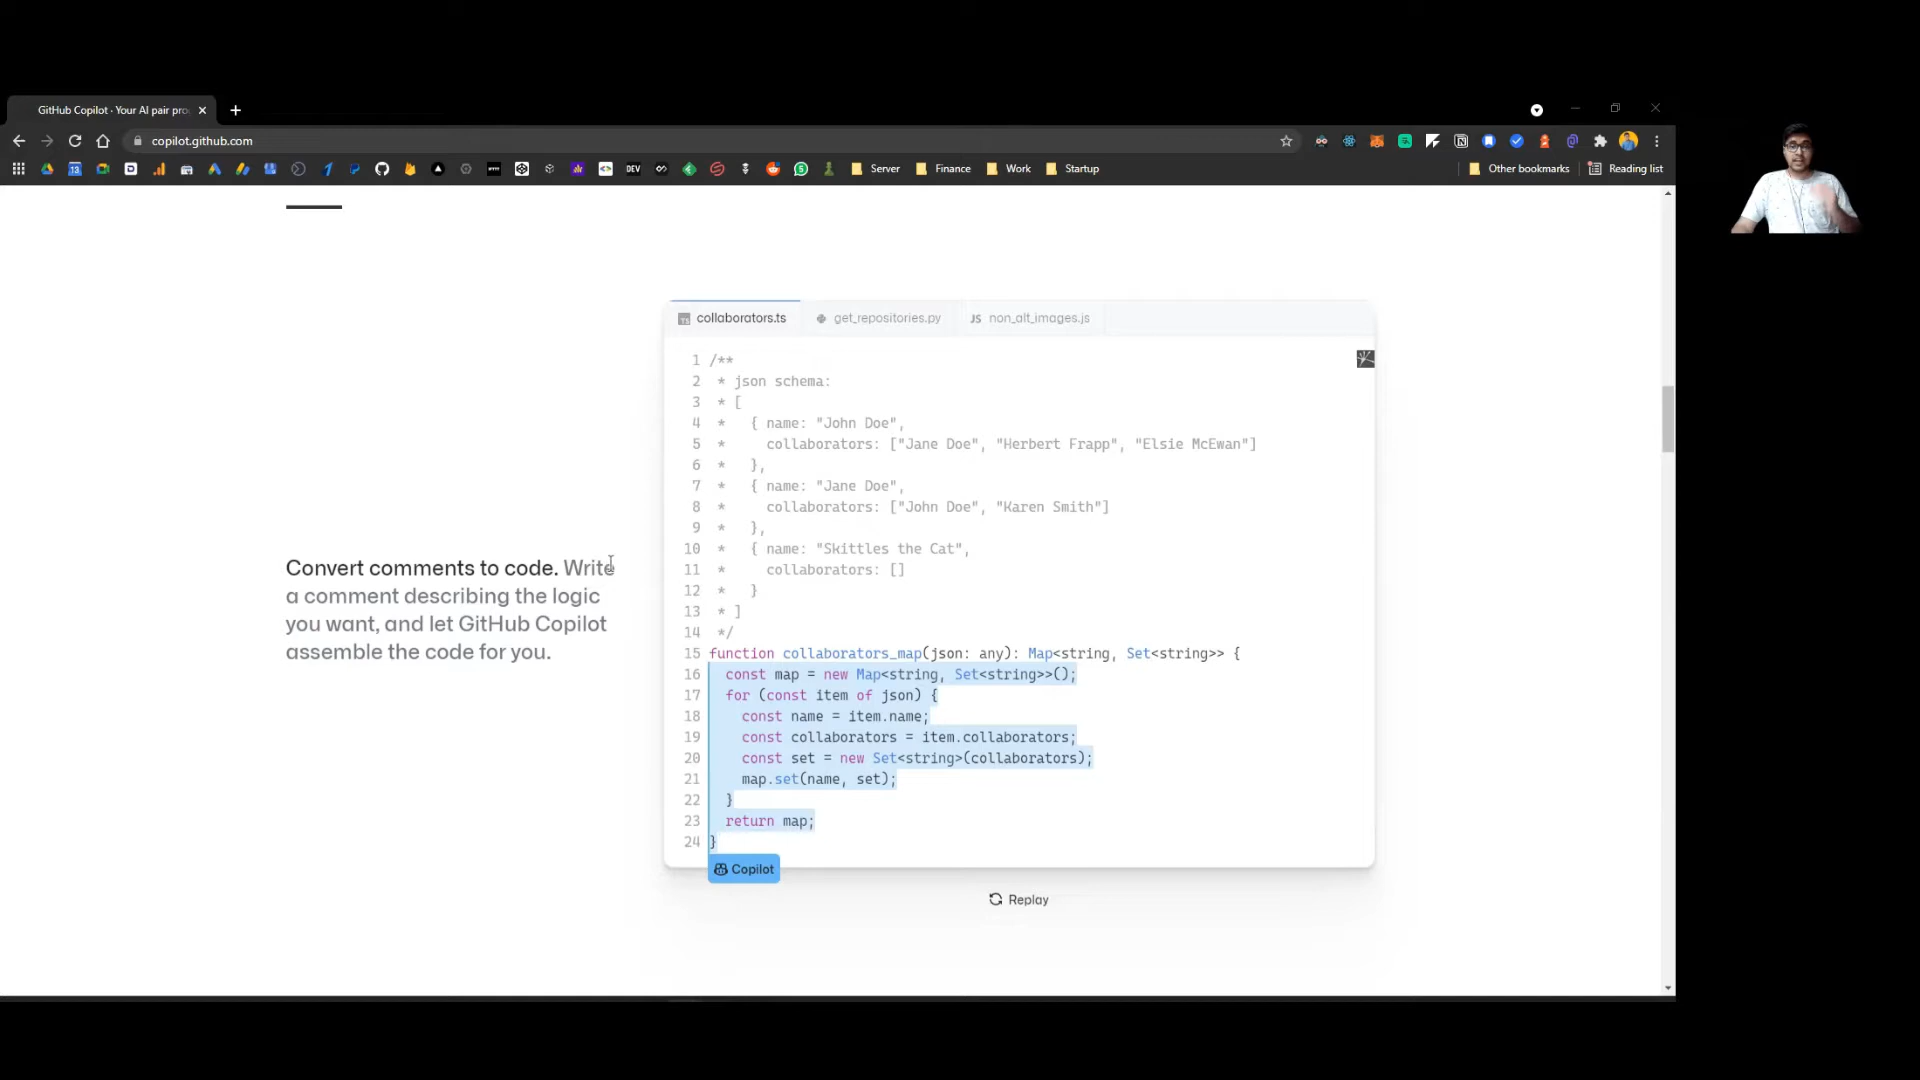 GitHub Copilot · Your AI pair pro
copilot.github.com
13
DEV
Server
Finance
Work
Startup
Other bookmarks
Reading list
collaborators.ts
get_repositories.py
JS non_alt_images.js
1 /**
2 * json schema:
3 * [
4 * { name: "John Doe",
5 * collaborators: ["Jane Doe", "Herbert Frapp", "Elsie McEwan"]
6 * },
7 * { name: "Jane Doe",
8 * collaborators: ["John Doe", "Karen Smith"]
9 * },
10 * { name: "Skittles the Cat",
11 * collaborators: []
12 * }
13 * ]
14 */
15 function collaborators_map(json: any): Map<string, Set<string>> {
16 const map = new Map<string, Set<string>>();
17 for (const item of json) {
18 const name = item.name;
19 const collaborators = item.collaborators;
20 const set = new Set<string>(collaborators);
21 map.set(name, set);
22 }
23 return map;
24 }
Copilot
Replay
Convert comments to code. Write
a comment describing the logic
you want, and let GitHub Copilot
assemble the code for you.